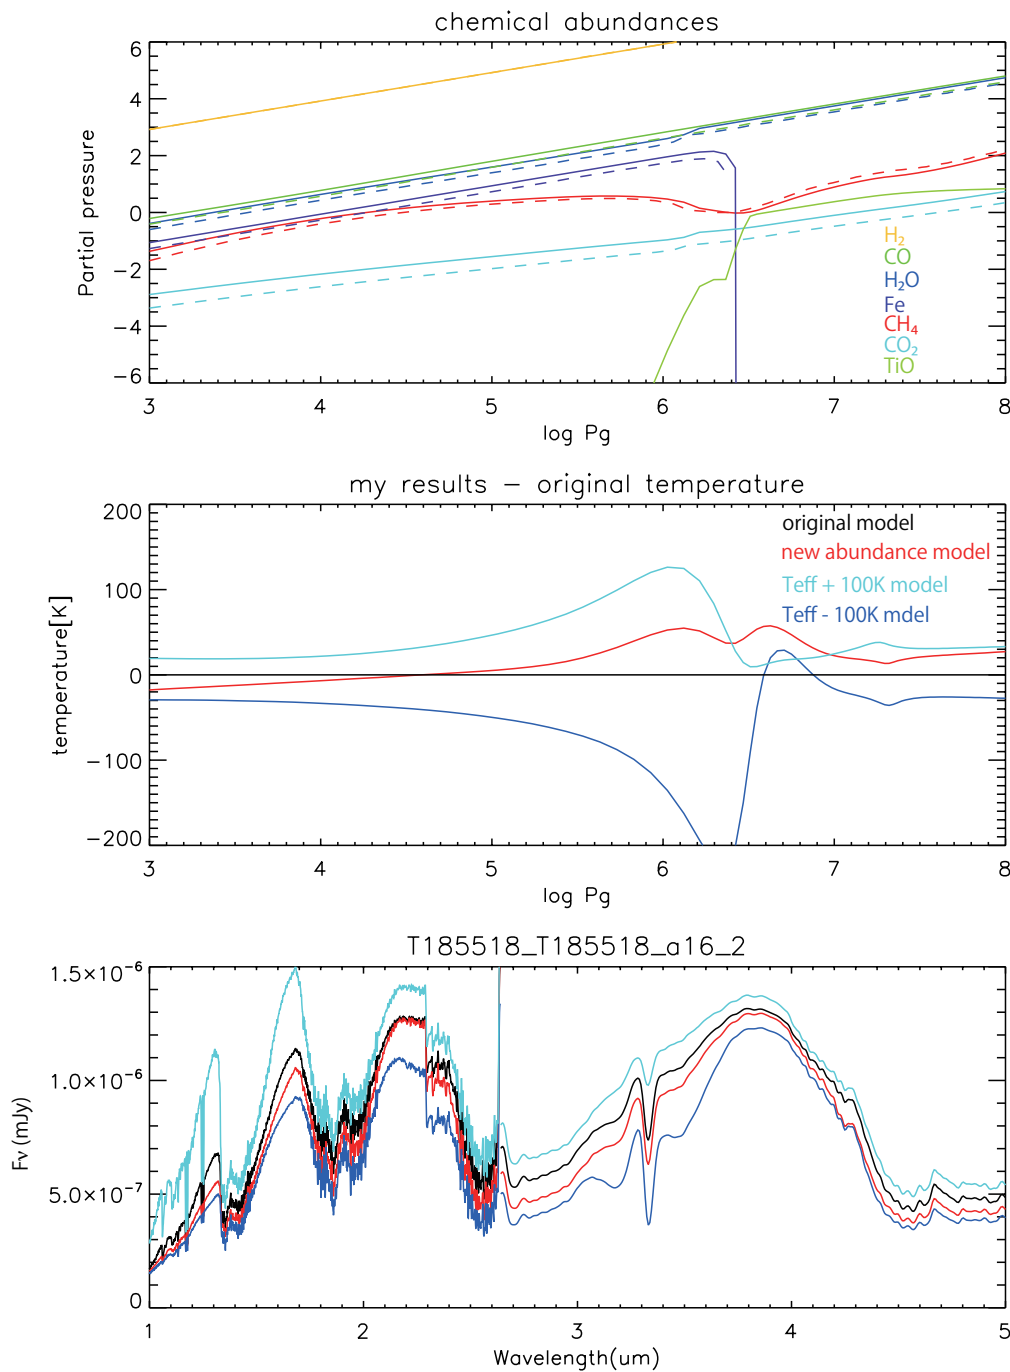 chemical abundances
6
4
2
0
−2
−4
−6
Partial pressure
H₂
CO
H₂O
Fe
CH₄
CO₂
TiO
3 4 5 6 7 8
log Pg
my results − original temperature
200
100
0
−100
−200
temperature[K]
original model
new abundance model
Teff + 100K model
Teff - 100K mdel
3 4 5 6 7 8
log Pg
T185518_T185518_a16_2
1.5×10⁻⁶
1.0×10⁻⁶
5.0×10⁻⁷
0
Fν (mJy)
1 2 3 4 5
Wavelength(um)